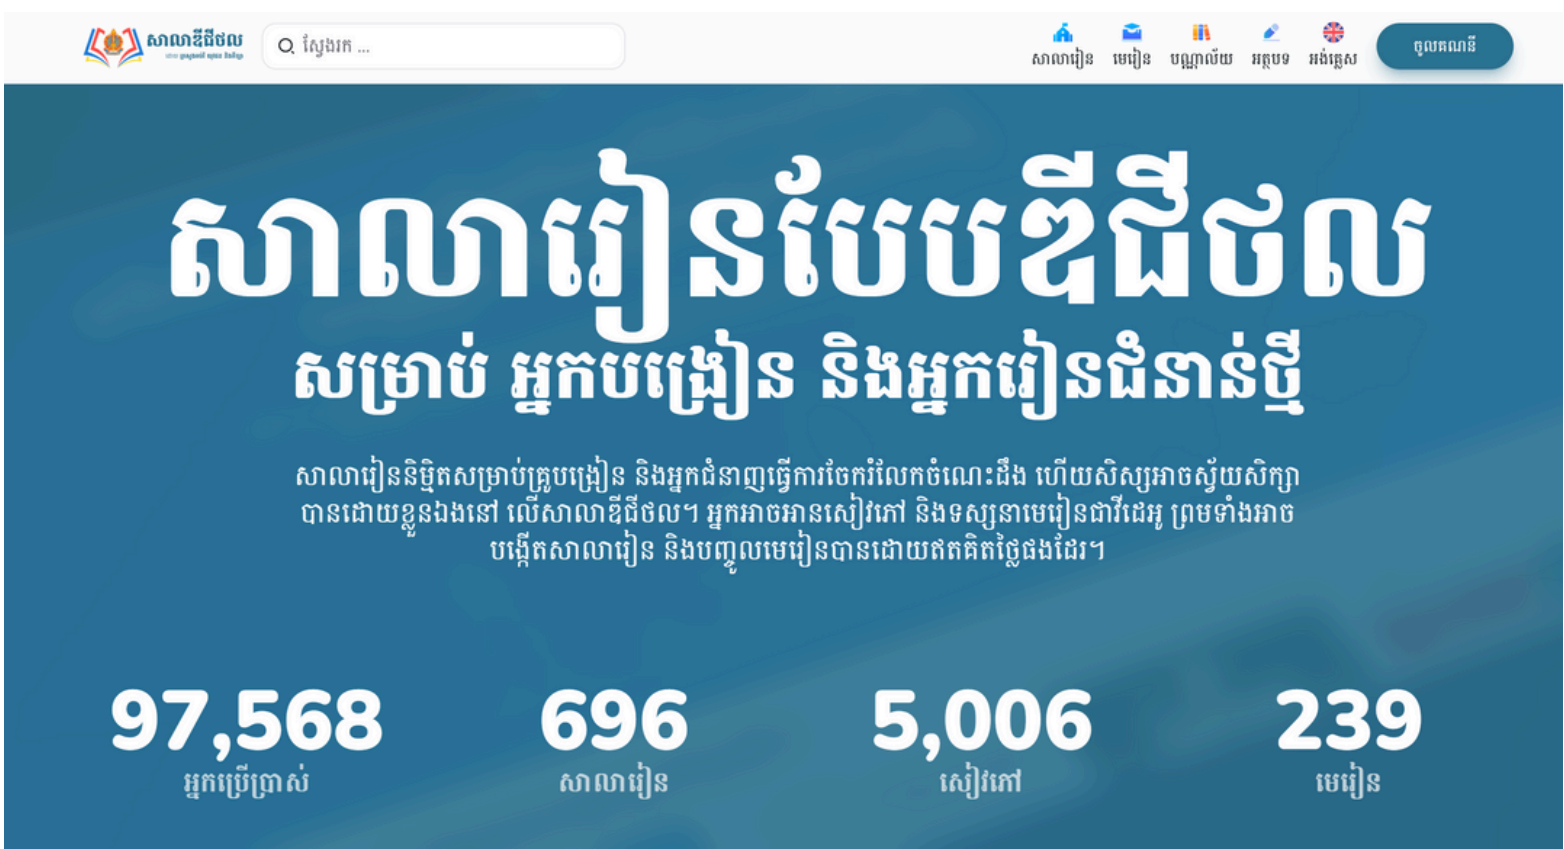 សាលាឌីជីថល
ស្វែងរក ...
សាលារៀន
មេរៀន
បណ្ណាល័យ
អត្ថបទ
អង់គ្លេស
ចូលគណនី
សាលារៀនបែបឌីជីថល
សម្រាប់ អ្នកបង្រៀន និងអ្នករៀនជំនាន់ថ្មី
សាលារៀននិម្មិតសម្រាប់គ្រូបង្រៀន និងអ្នកជំនាញធ្វើការចែករំលែកចំណេះដឹង ហើយសិស្សអាចស្វ័យសិក្សា
បានដោយខ្លួនឯងនៅ លើសាលាឌីជីថល។ អ្នកអាចអានសៀវភៅ និងទស្សនាមេរៀនជាវីដេអូ ព្រមទាំងអាច
បង្កើតសាលារៀន និងបញ្ចូលមេរៀនបានដោយឥតគិតថ្លៃផងដែរ។
97,568
អ្នកប្រើប្រាស់
696
សាលារៀន
5,006
សៀវភៅ
239
មេរៀន